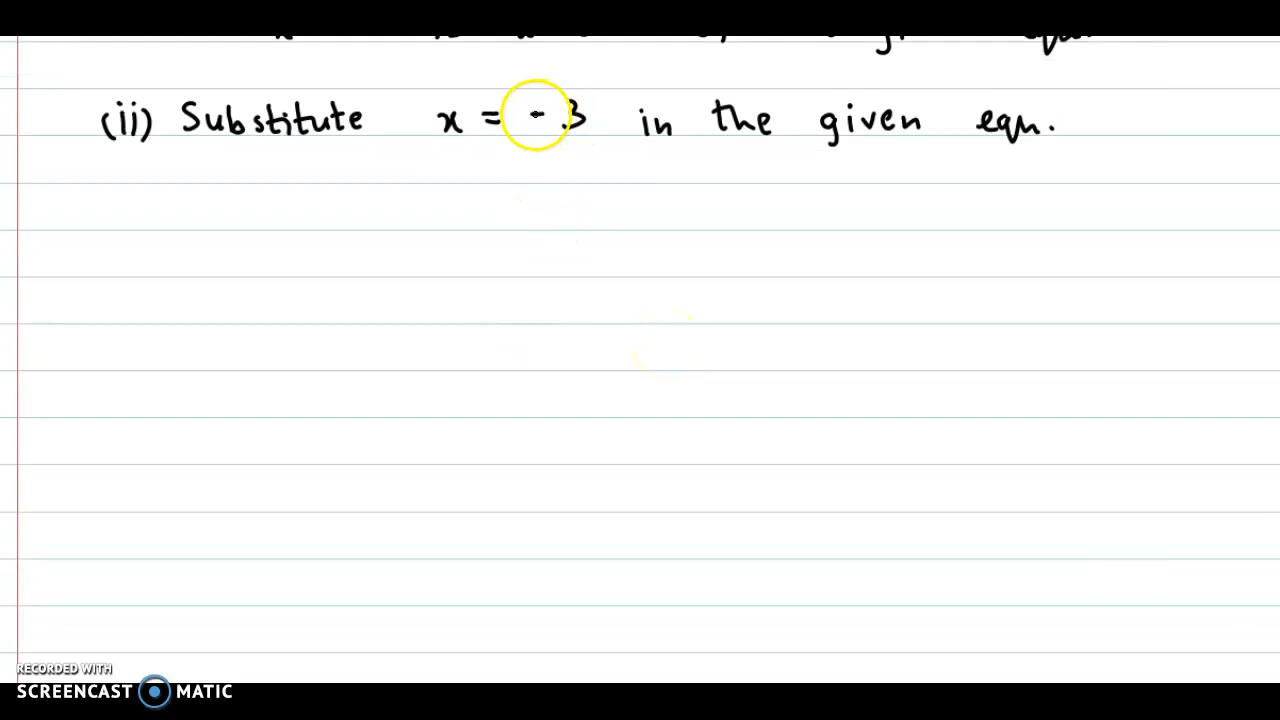 (ii) Substitute x = - 3 in the given eqn.
RECORDED WITH
SCREENCAST MATIC